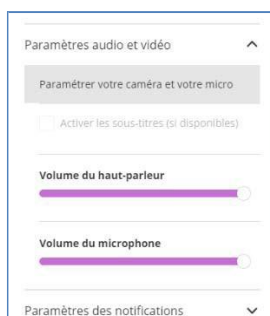 Paramètres audio et vidéo
Paramétrer votre caméra et votre micro
Activer les sous-titres (si disponibles)
Volume du haut-parleur
Volume du microphone
Paramètres des notifications